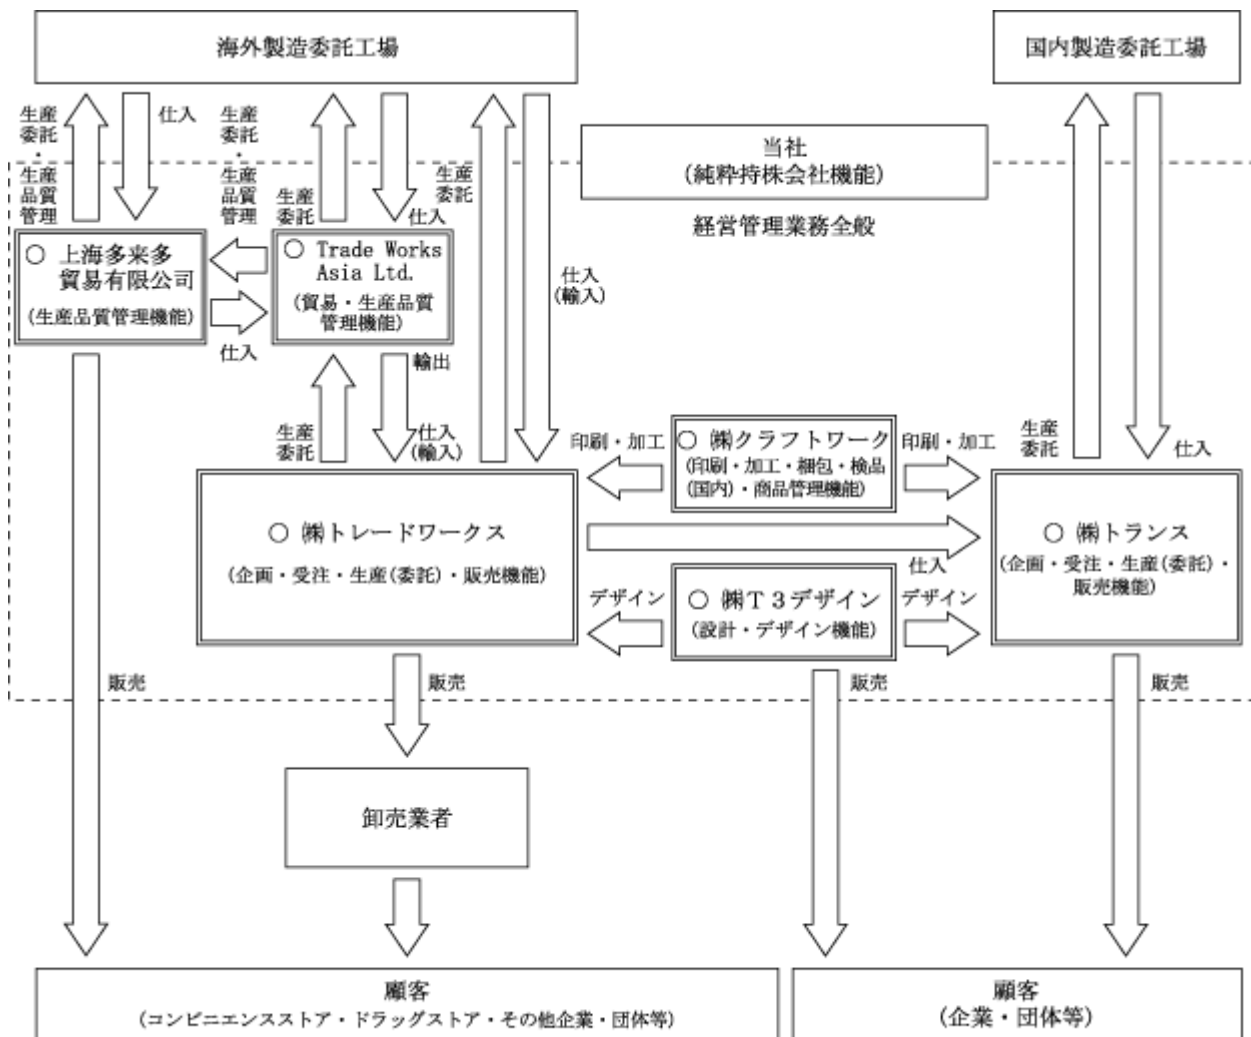 海外製造委託工場
国内製造委託工場
生産
委託
・
生産
品質
管理
仕入
生産
委託
・
生産
品質
管理
生産
委託
仕入
生産
委託
仕入
(輸入)
当社
(純粋持株会社機能)
経営管理業務全般
○ 上海多来多
貿易有限公司
(生産品質管理機能)
○ Trade Works
Asia Ltd.
(貿易・生産品質
管理機能)
仕入
輸出
生産
委託
仕入
(輸入)
印刷・加工
○ ㈱クラフトワーク
(印刷・加工・梱包・検品
(国内)・商品管理機能)
印刷・加工
生産
委託
仕入
○ ㈱トレードワークス
(企画・受注・生産(委託)・販売機能)
仕入
○ ㈱トランス
(企画・受注・生産(委託)・
販売機能)
デザイン
○ ㈱T3デザイン
(設計・デザイン機能)
デザイン
販売
販売
販売
販売
卸売業者
顧客
(コンビニエンスストア・ドラッグストア・その他企業・団体等)
顧客
(企業・団体等)